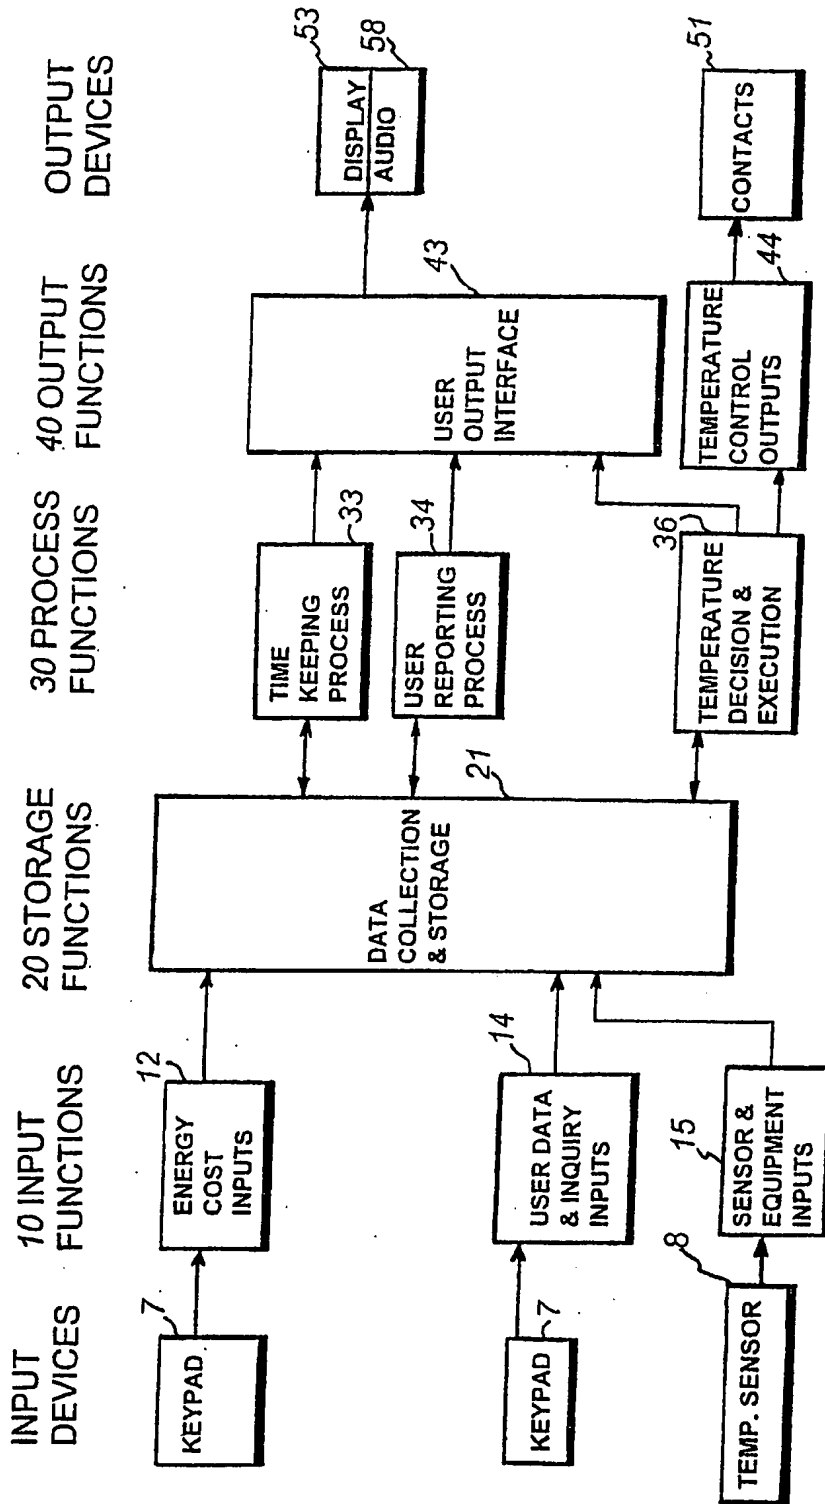 INPUT
DEVICES
10 INPUT
FUNCTIONS
20 STORAGE
FUNCTIONS
30 PROCESS
FUNCTIONS
40 OUTPUT
FUNCTIONS
OUTPUT
DEVICES
7
KEYPAD
12
ENERGY
COST
INPUTS
7
KEYPAD
14
USER DATA
& INQUIRY
INPUTS
8
TEMP. SENSOR
15
SENSOR &
EQUIPMENT
INPUTS
DATA
COLLECTION
& STORAGE
21
TIME
KEEPING
PROCESS
33
USER
REPORTING
PROCESS
34
TEMPERATURE
DECISION &
EXECUTION
36
USER
OUTPUT
INTERFACE
43
TEMPERATURE
CONTROL
OUTPUTS
44
DISPLAY
53
AUDIO
58
CONTACTS
51